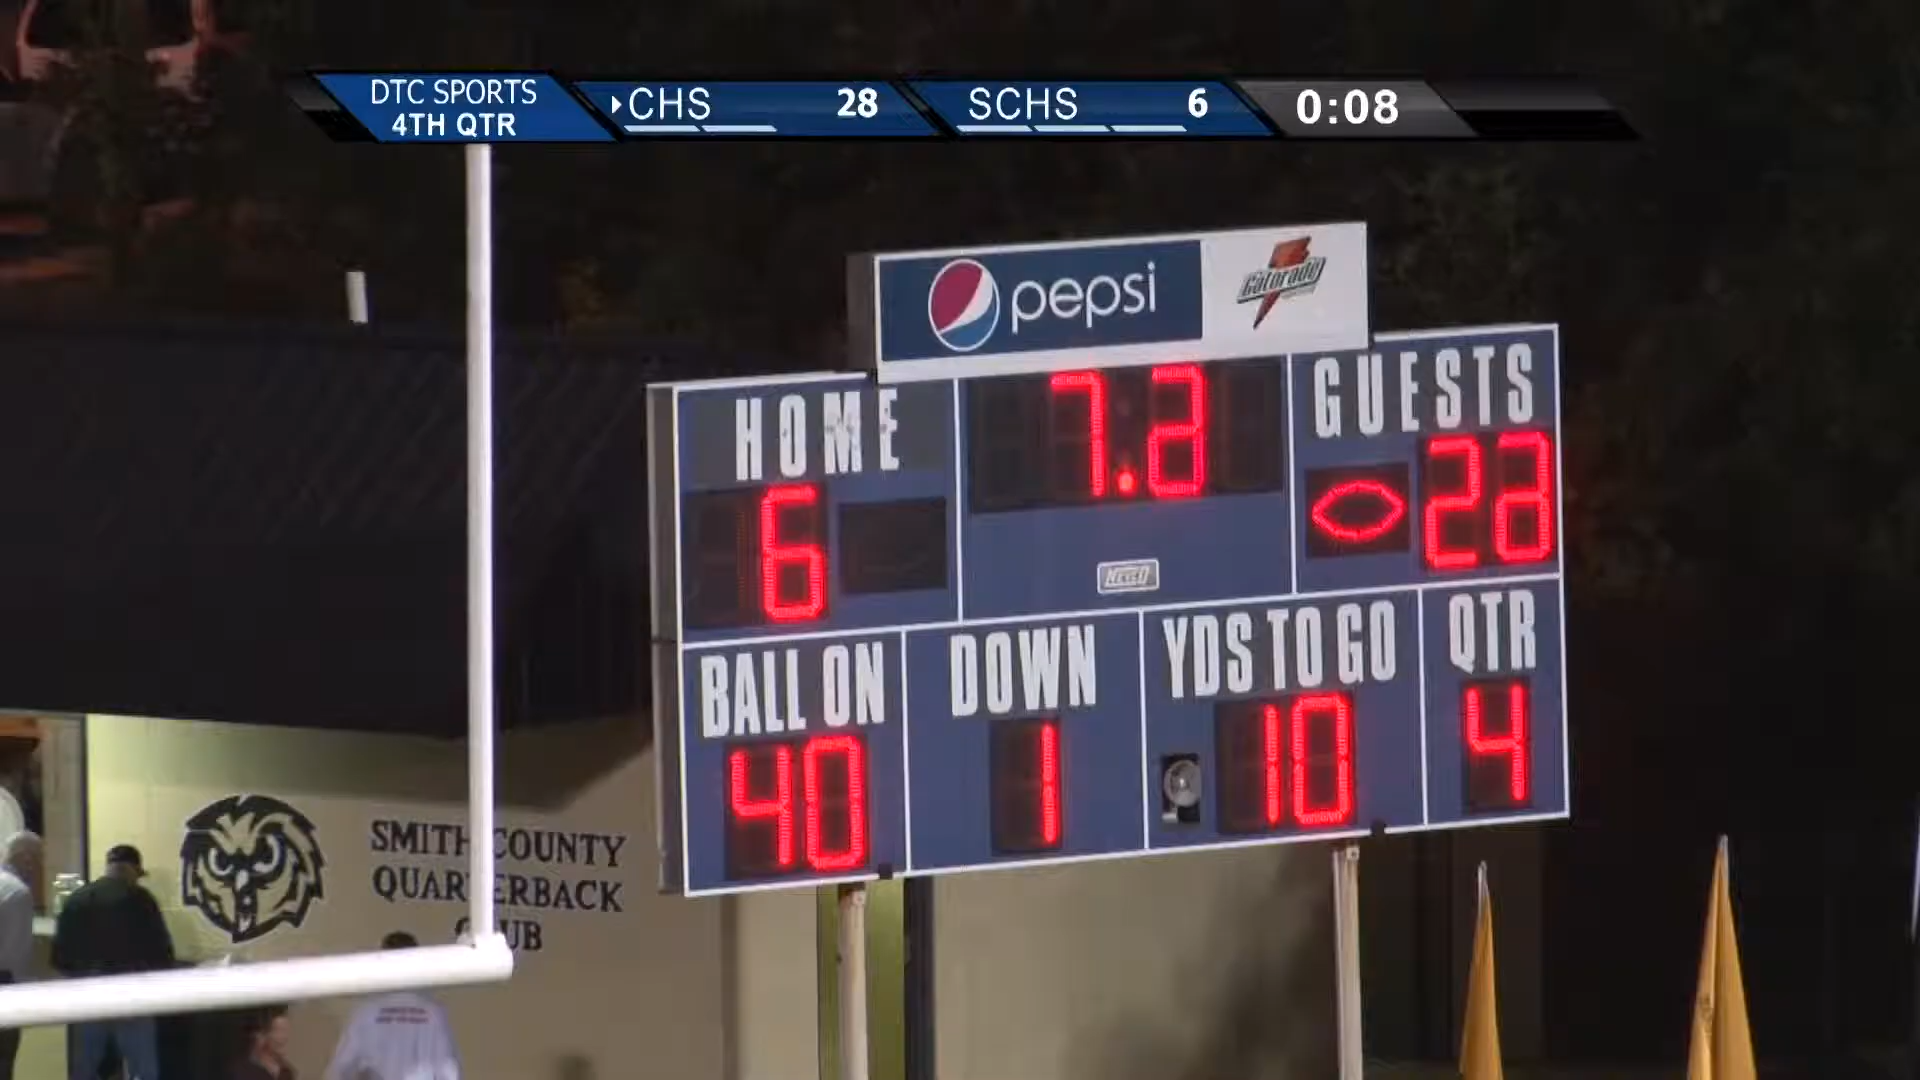 DTC SPORTS
4TH QTR
CHS 28
SCHS 6
0:08
pepsi
Gatorade
HOME
6
7.8
GUESTS
28
BALL ON
40
DOWN
1
YDS TO GO
10
QTR
4
SMITH COUNTY
QUARTERBACK
CLUB